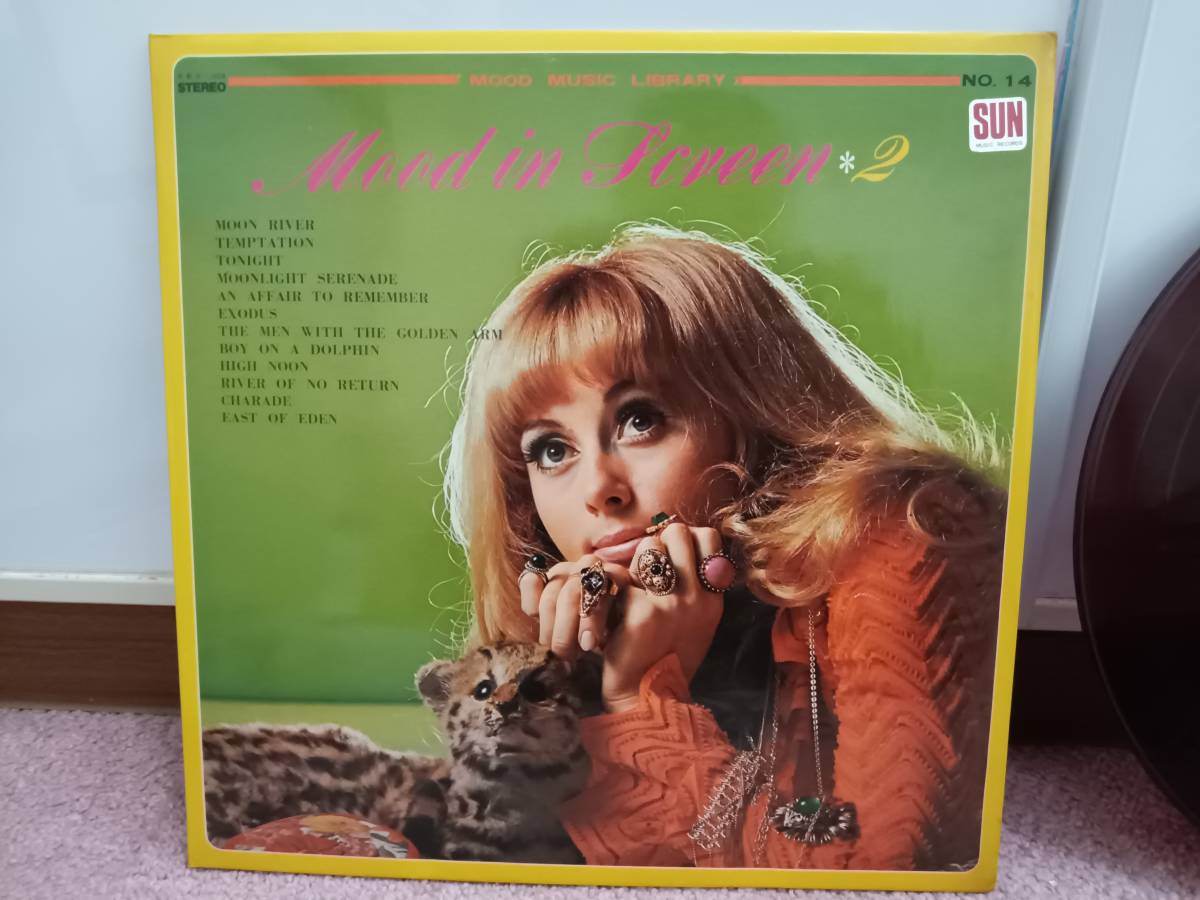 STEREO
MOOD MUSIC LIBRARY
NO. 14
SUN
MUSIC RECORDS
Mood in Screen *2
MOON RIVER
TEMPTATION
TONIGHT
MOONLIGHT SERENADE
AN AFFAIR TO REMEMBER
EXODUS
THE MEN WITH THE GOLDEN ARM
BOY ON A DOLPHIN
HIGH NOON
RIVER OF NO RETURN
CHARADE
EAST OF EDEN